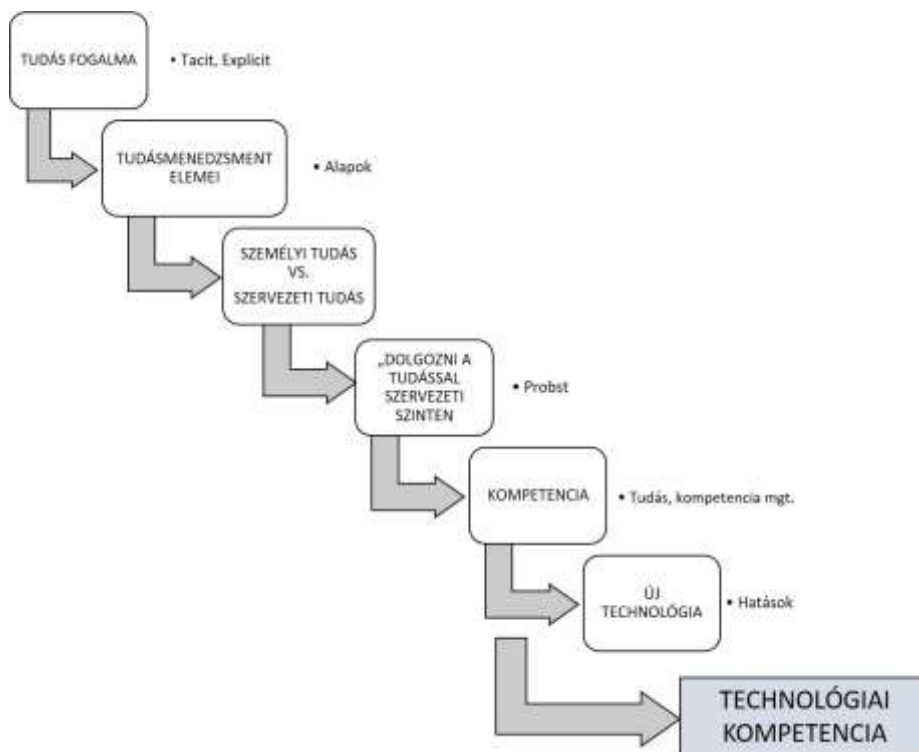 TUDÁS FOGALMA
• Tacit, Explicit
TUDÁSMENEDZSMENT
ELEMEI
• Alapok
SZEMÉLYI TUDÁS
VS.
SZERVEZETI TUDÁS
„DOLGOZNI A
TUDÁSSAL
SZERVEZETI
SZINTEN
• Probst
KOMPETENCIA
• Tudás, kompetencia mgt.
ÚJ
TECHNOLÓGIA
• Hatások
TECHNOLÓGIAI
KOMPETENCIA